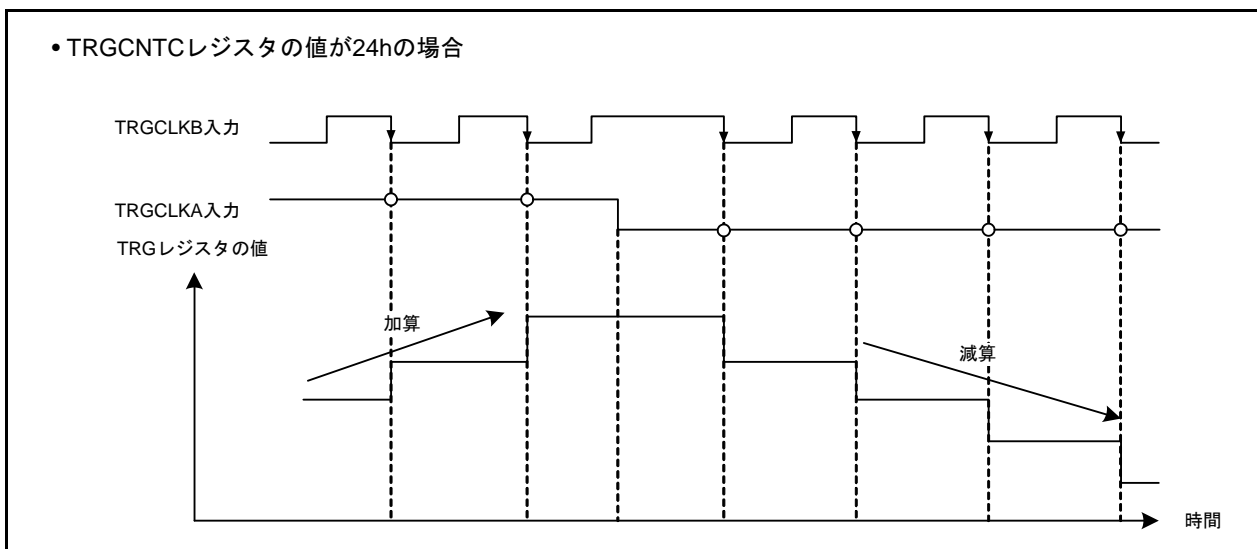 • TRGCNTCレジスタの値が24hの場合
TRGCLKB入力
TRGCLKA入力
TRGレジスタの値
加算
減算
時間